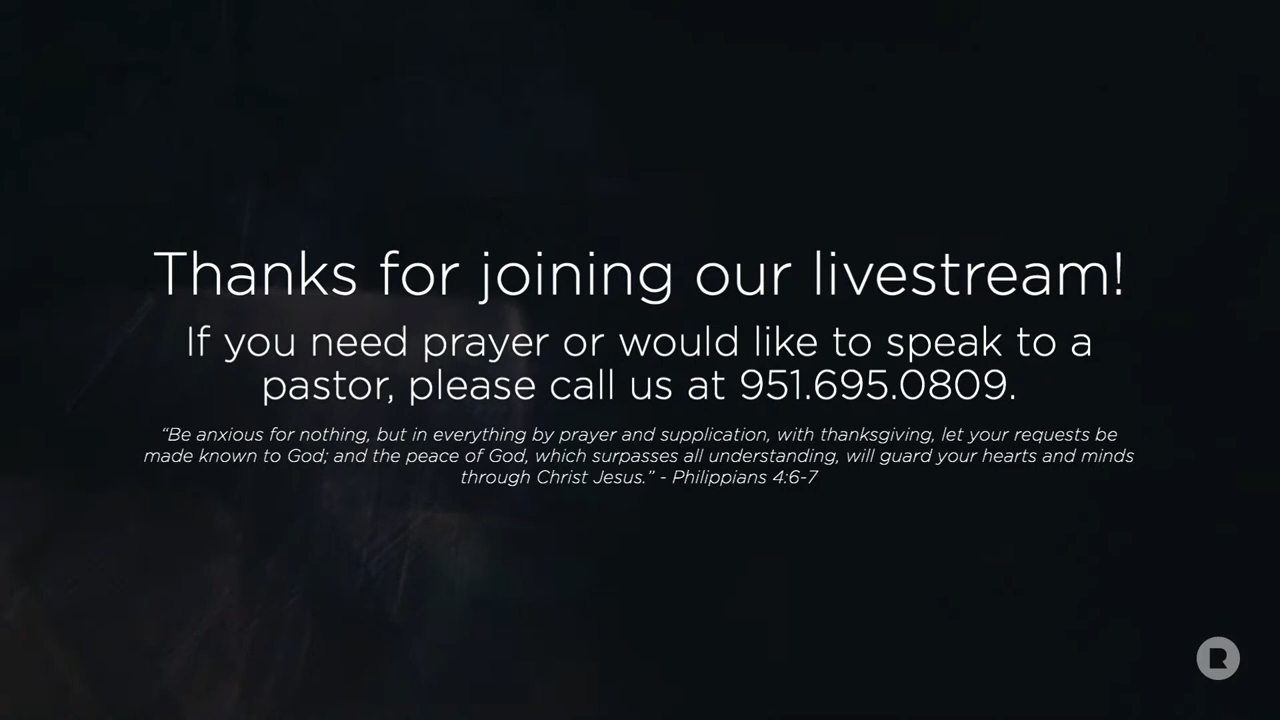 Thanks for joining our livestream!
If you need prayer or would like to speak to a
pastor, please call us at 951.695.0809.
“Be anxious for nothing, but in everything by prayer and supplication, with thanksgiving, let your requests be
made known to God; and the peace of God, which surpasses all understanding, will guard your hearts and minds
through Christ Jesus.” - Philippians 4:6-7
R